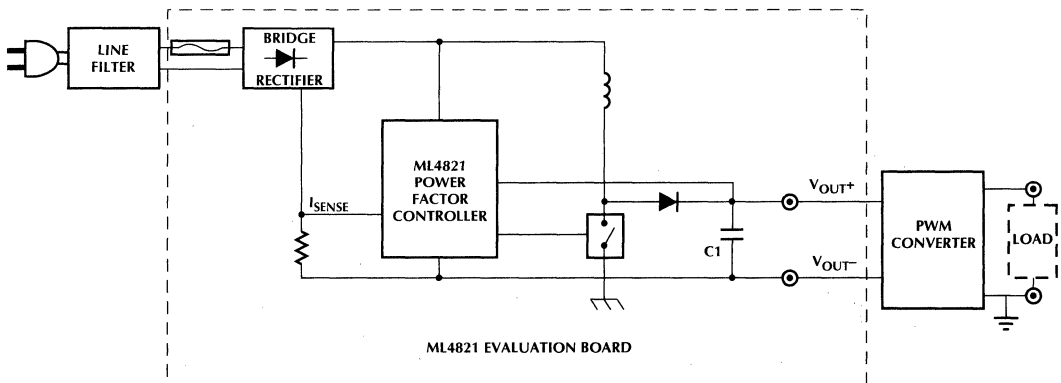 LINE
FILTER
BRIDGE
RECTIFIER
ML4821
POWER
FACTOR
CONTROLLER
ISENSE
C1
VOUT+
VOUT–
PWM
CONVERTER
LOAD
ML4821 EVALUATION BOARD